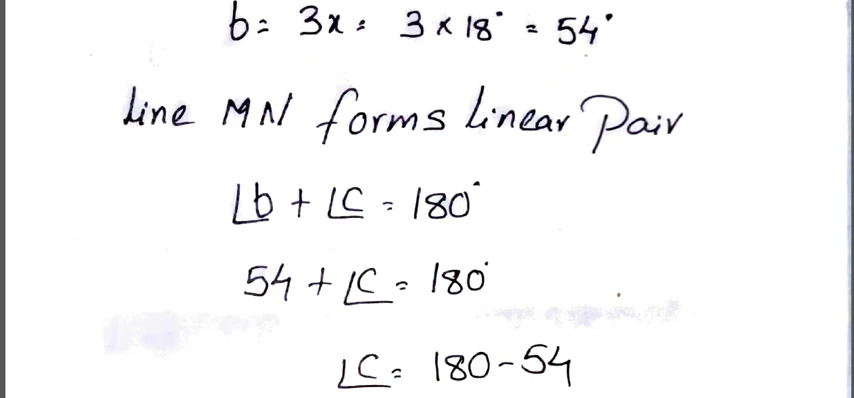 b = 3x = 3 × 18° = 54°
Line MN forms Linear Pair
∠b + ∠C = 180°
54 + ∠C = 180°
∠C = 180 - 54